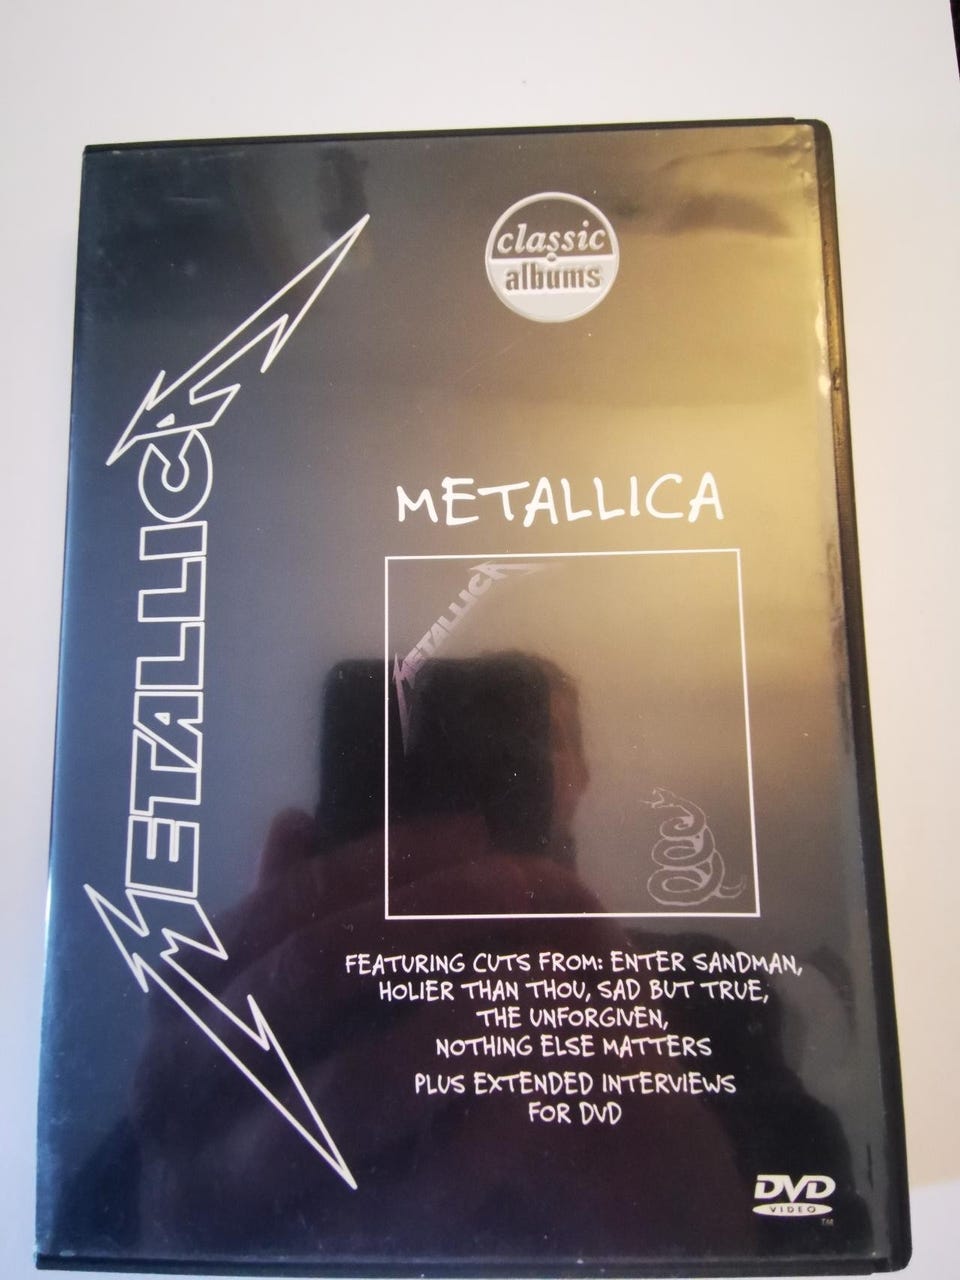 classic
albums
METALLICA
METALLICA
METALLICA
FEATURING CUTS FROM: ENTER SANDMAN,
HOLIER THAN THOU, SAD BUT TRUE,
THE UNFORGIVEN,
NOTHING ELSE MATTERS
PLUS EXTENDED INTERVIEWS
FOR DVD
DVD
VIDEO
TM